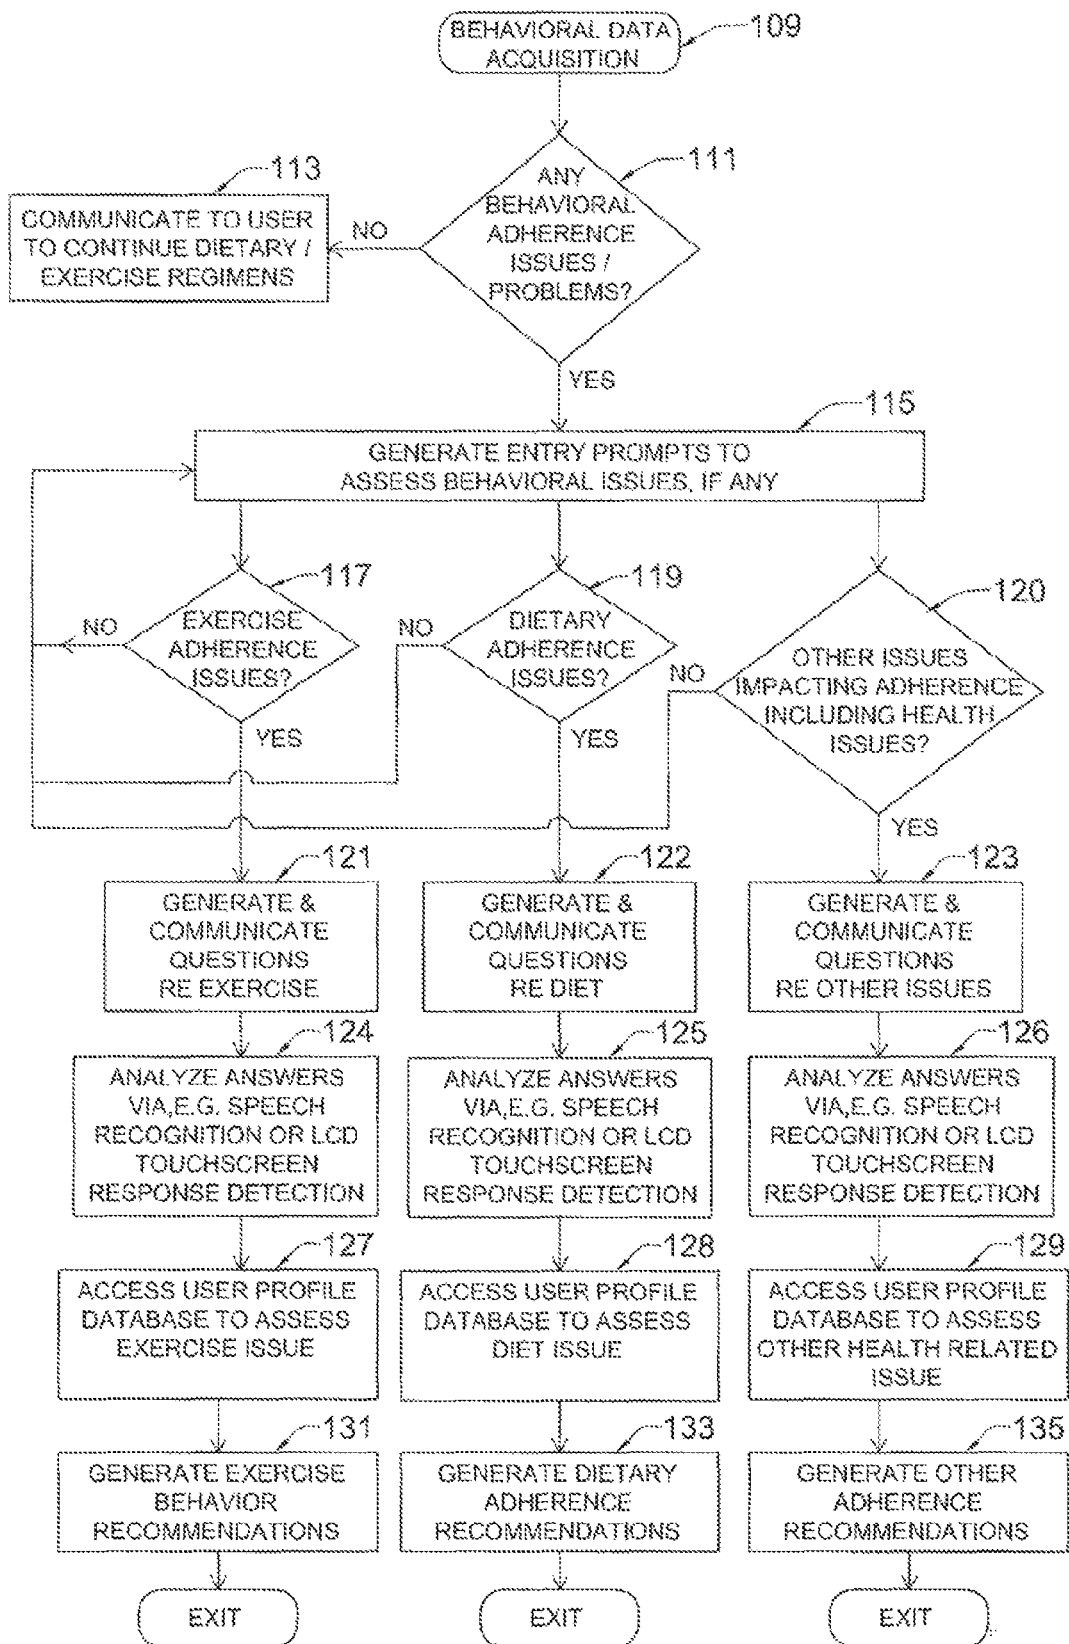 BEHAVIORAL DATA
ACQUISITION
109
ANY
BEHAVIORAL
ADHERENCE
ISSUES /
PROBLEMS?
111
NO
113
COMMUNICATE TO USER
TO CONTINUE DIETARY /
EXERCISE REGIMENS
YES
115
GENERATE ENTRY PROMPTS TO
ASSESS BEHAVIORAL ISSUES, IF ANY
117
EXERCISE
ADHERENCE
ISSUES?
NO
YES
119
DIETARY
ADHERENCE
ISSUES?
NO
YES
120
OTHER ISSUES
IMPACTING ADHERENCE
INCLUDING HEALTH
ISSUES?
NO
YES
121
GENERATE &
COMMUNICATE
QUESTIONS
RE EXERCISE
122
GENERATE &
COMMUNICATE
QUESTIONS
RE DIET
123
GENERATE &
COMMUNICATE
QUESTIONS
RE OTHER ISSUES
124
ANALYZE ANSWERS
VIA,E.G. SPEECH
RECOGNITION OR LCD
TOUCHSCREEN
RESPONSE DETECTION
125
ANALYZE ANSWERS
VIA,E.G. SPEECH
RECOGNITION OR LCD
TOUCHSCREEN
RESPONSE DETECTION
126
ANALYZE ANSWERS
VIA,E.G. SPEECH
RECOGNITION OR LCD
TOUCHSCREEN
RESPONSE DETECTION
127
ACCESS USER PROFILE
DATABASE TO ASSESS
EXERCISE ISSUE
128
ACCESS USER PROFILE
DATABASE TO ASSESS
DIET ISSUE
129
ACCESS USER PROFILE
DATABASE TO ASSESS
OTHER HEALTH RELATED
ISSUE
131
GENERATE EXERCISE
BEHAVIOR
RECOMMENDATIONS
133
GENERATE DIETARY
ADHERENCE
RECOMMENDATIONS
135
GENERATE OTHER
ADHERENCE
RECOMMENDATIONS
EXIT
EXIT
EXIT